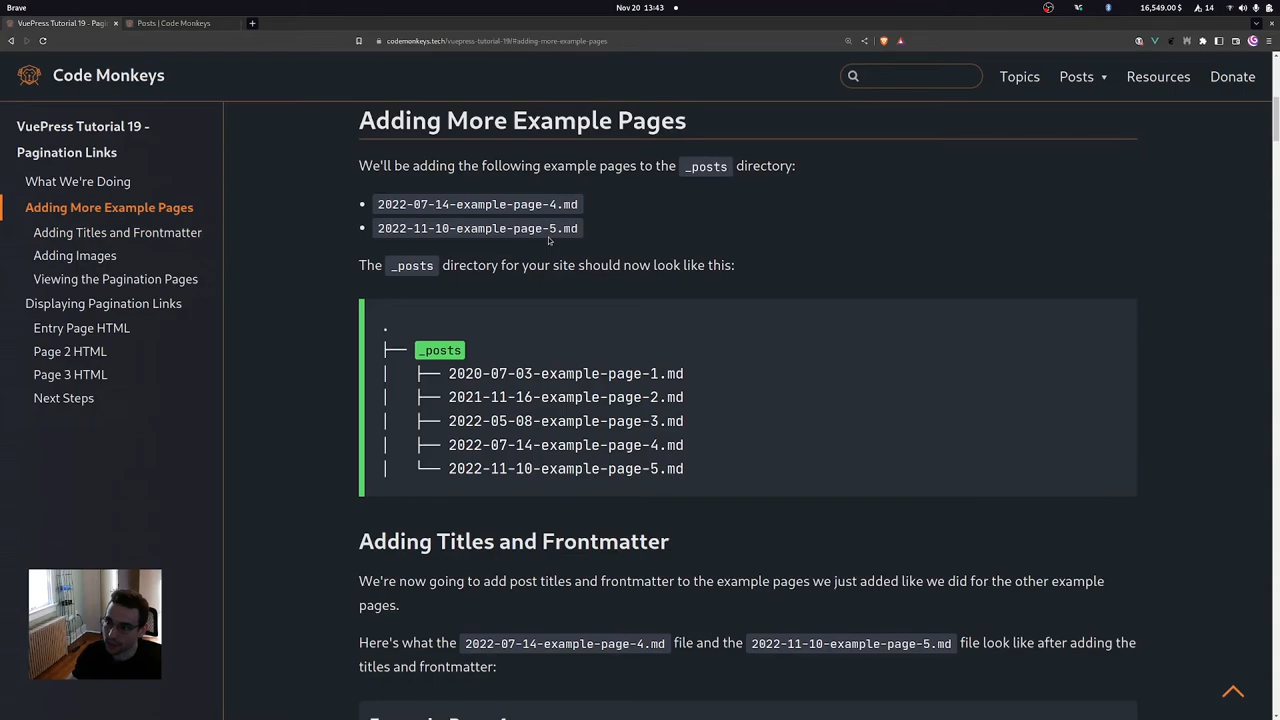 Brave
Nov 20 13:43
16,549.00 $
14
VuePress Tutorial 19 - Pagi
Posts | Code Monkeys
codemonkeys.tech/vuepress-tutorial-19/#adding-more-example-pages
Code Monkeys
Topics
Posts
Resources
Donate
VuePress Tutorial 19 -
Pagination Links
What We're Doing
Adding More Example Pages
Adding Titles and Frontmatter
Adding Images
Viewing the Pagination Pages
Displaying Pagination Links
Entry Page HTML
Page 2 HTML
Page 3 HTML
Next Steps
Adding More Example Pages
We'll be adding the following example pages to the _posts directory:
2022-07-14-example-page-4.md
2022-11-10-example-page-5.md
The _posts directory for your site should now look like this:
.
├── _posts
│   ├── 2020-07-03-example-page-1.md
│   ├── 2021-11-16-example-page-2.md
│   ├── 2022-05-08-example-page-3.md
│   ├── 2022-07-14-example-page-4.md
│   └── 2022-11-10-example-page-5.md
Adding Titles and Frontmatter
We're now going to add post titles and frontmatter to the example pages we just added like we did for the other example
pages.
Here's what the 2022-07-14-example-page-4.md file and the 2022-11-10-example-page-5.md file look like after adding the
titles and frontmatter: